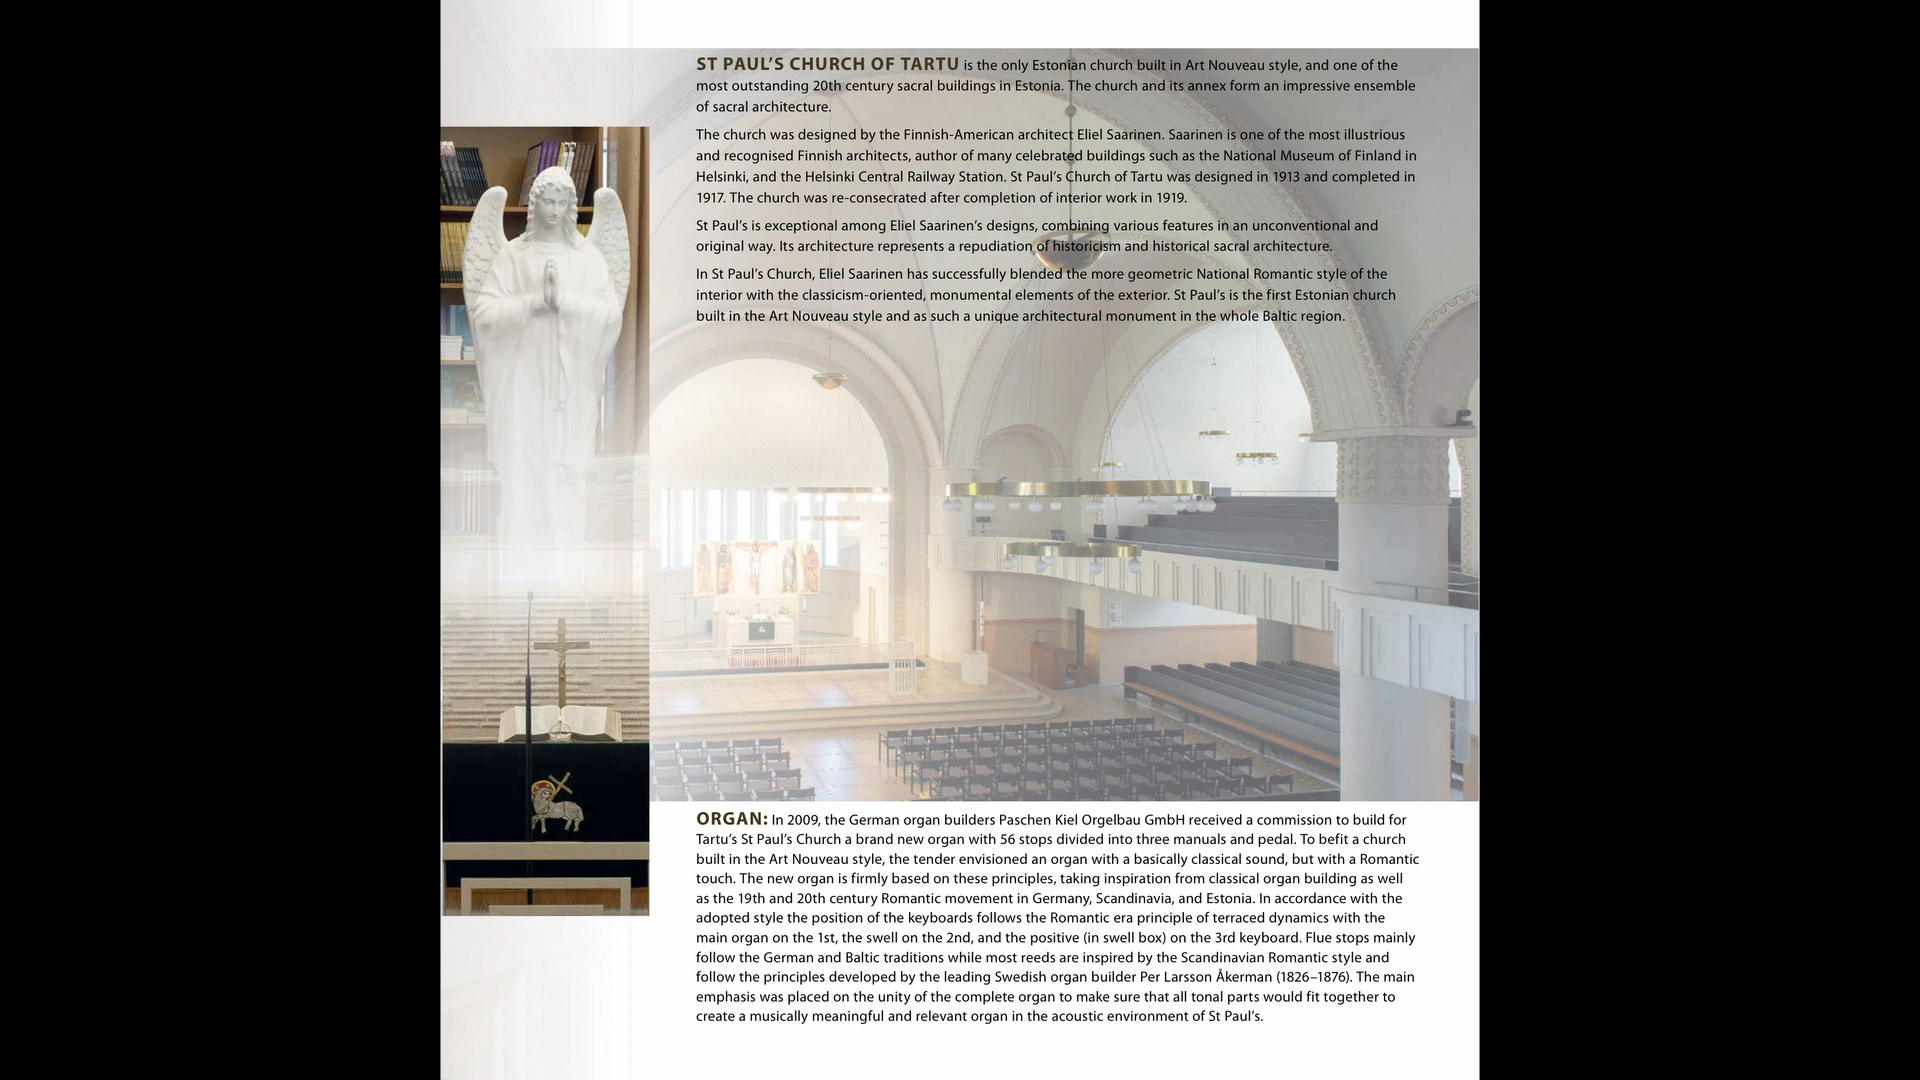 ST PAUL'S CHURCH OF TARTU is the only Estonian church built in Art Nouveau style, and one of the
most outstanding 20th century sacral buildings in Estonia. The church and its annex form an impressive ensemble
of sacral architecture.
The church was designed by the Finnish-American architect Eliel Saarinen. Saarinen is one of the most illustrious
and recognised Finnish architects, author of many celebrated buildings such as the National Museum of Finland in
Helsinki, and the Helsinki Central Railway Station. St Paul's Church of Tartu was designed in 1913 and completed in
1917. The church was re-consecrated after completion of interior work in 1919.
St Paul's is exceptional among Eliel Saarinen's designs, combining various features in an unconventional and
original way. Its architecture represents a repudiation of historicism and historical sacral architecture.
In St Paul's Church, Eliel Saarinen has successfully blended the more geometric National Romantic style of the
interior with the classicism-oriented, monumental elements of the exterior. St Paul's is the first Estonian church
built in the Art Nouveau style and as such a unique architectural monument in the whole Baltic region.
ORGAN: In 2009, the German organ builders Paschen Kiel Orgelbau GmbH received a commission to build for
Tartu's St Paul's Church a brand new organ with 56 stops divided into three manuals and pedal. To befit a church
built in the Art Nouveau style, the tender envisioned an organ with a basically classical sound, but with a Romantic
touch. The new organ is firmly based on these principles, taking inspiration from classical organ building as well
as the 19th and 20th century Romantic movement in Germany, Scandinavia, and Estonia. In accordance with the
adopted style the position of the keyboards follows the Romantic era principle of terraced dynamics with the
main organ on the 1st, the swell on the 2nd, and the positive (in swell box) on the 3rd keyboard. Flue stops mainly
follow the German and Baltic traditions while most reeds are inspired by the Scandinavian Romantic style and
follow the principles developed by the leading Swedish organ builder Per Larsson Åkerman (1826–1876). The main
emphasis was placed on the unity of the complete organ to make sure that all tonal parts would fit together to
create a musically meaningful and relevant organ in the acoustic environment of St Paul's.